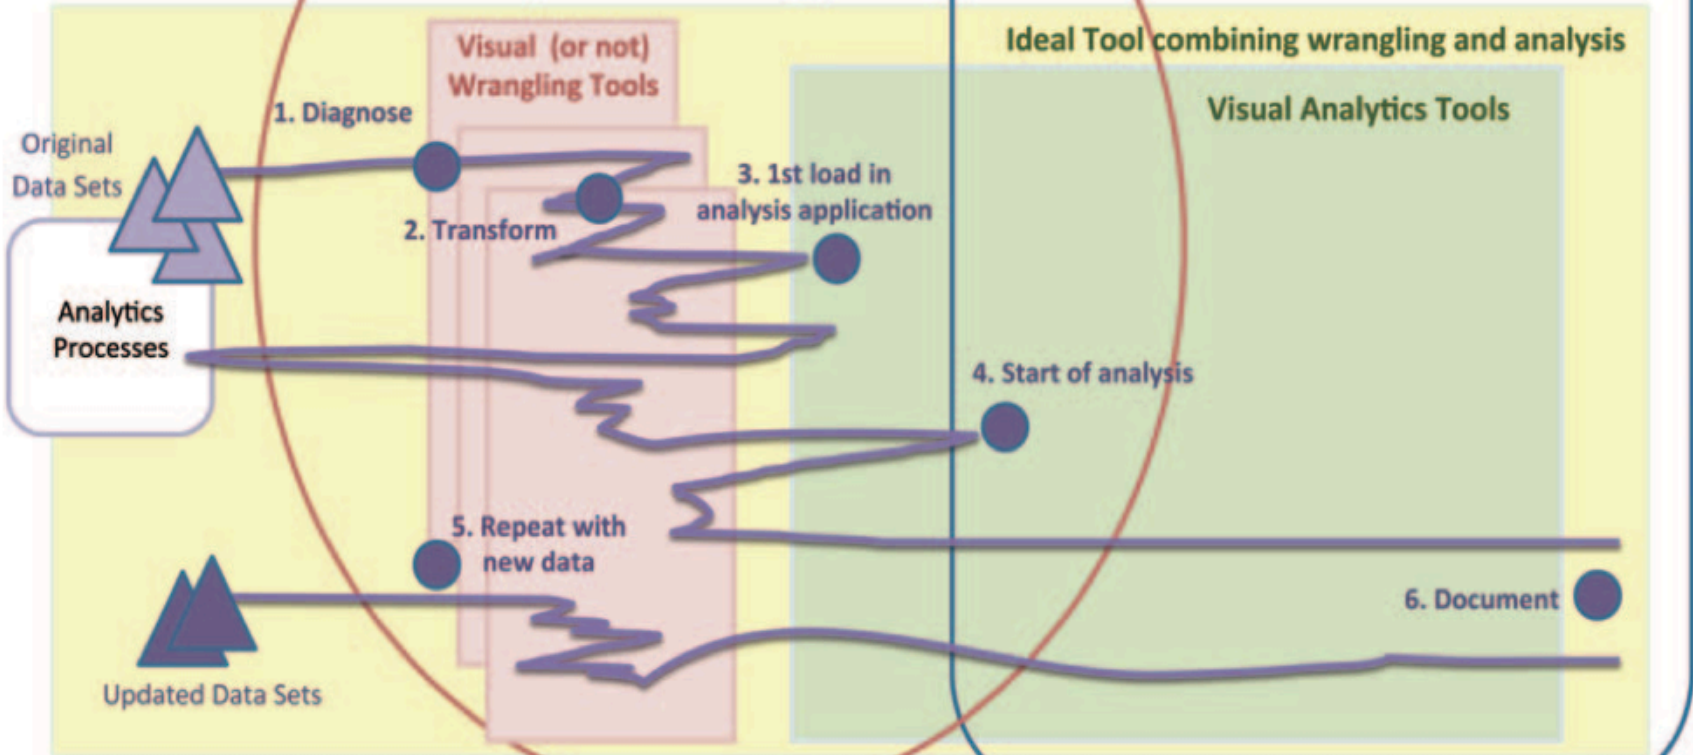 Visual (or not)
Wrangling Tools
Ideal Tool combining wrangling and analysis
Visual Analytics Tools
1. Diagnose
Original
Data Sets
3. 1st load in
analysis application
2. Transform
Analytics
Processes
4. Start of analysis
5. Repeat with
new data
6. Document
Updated Data Sets